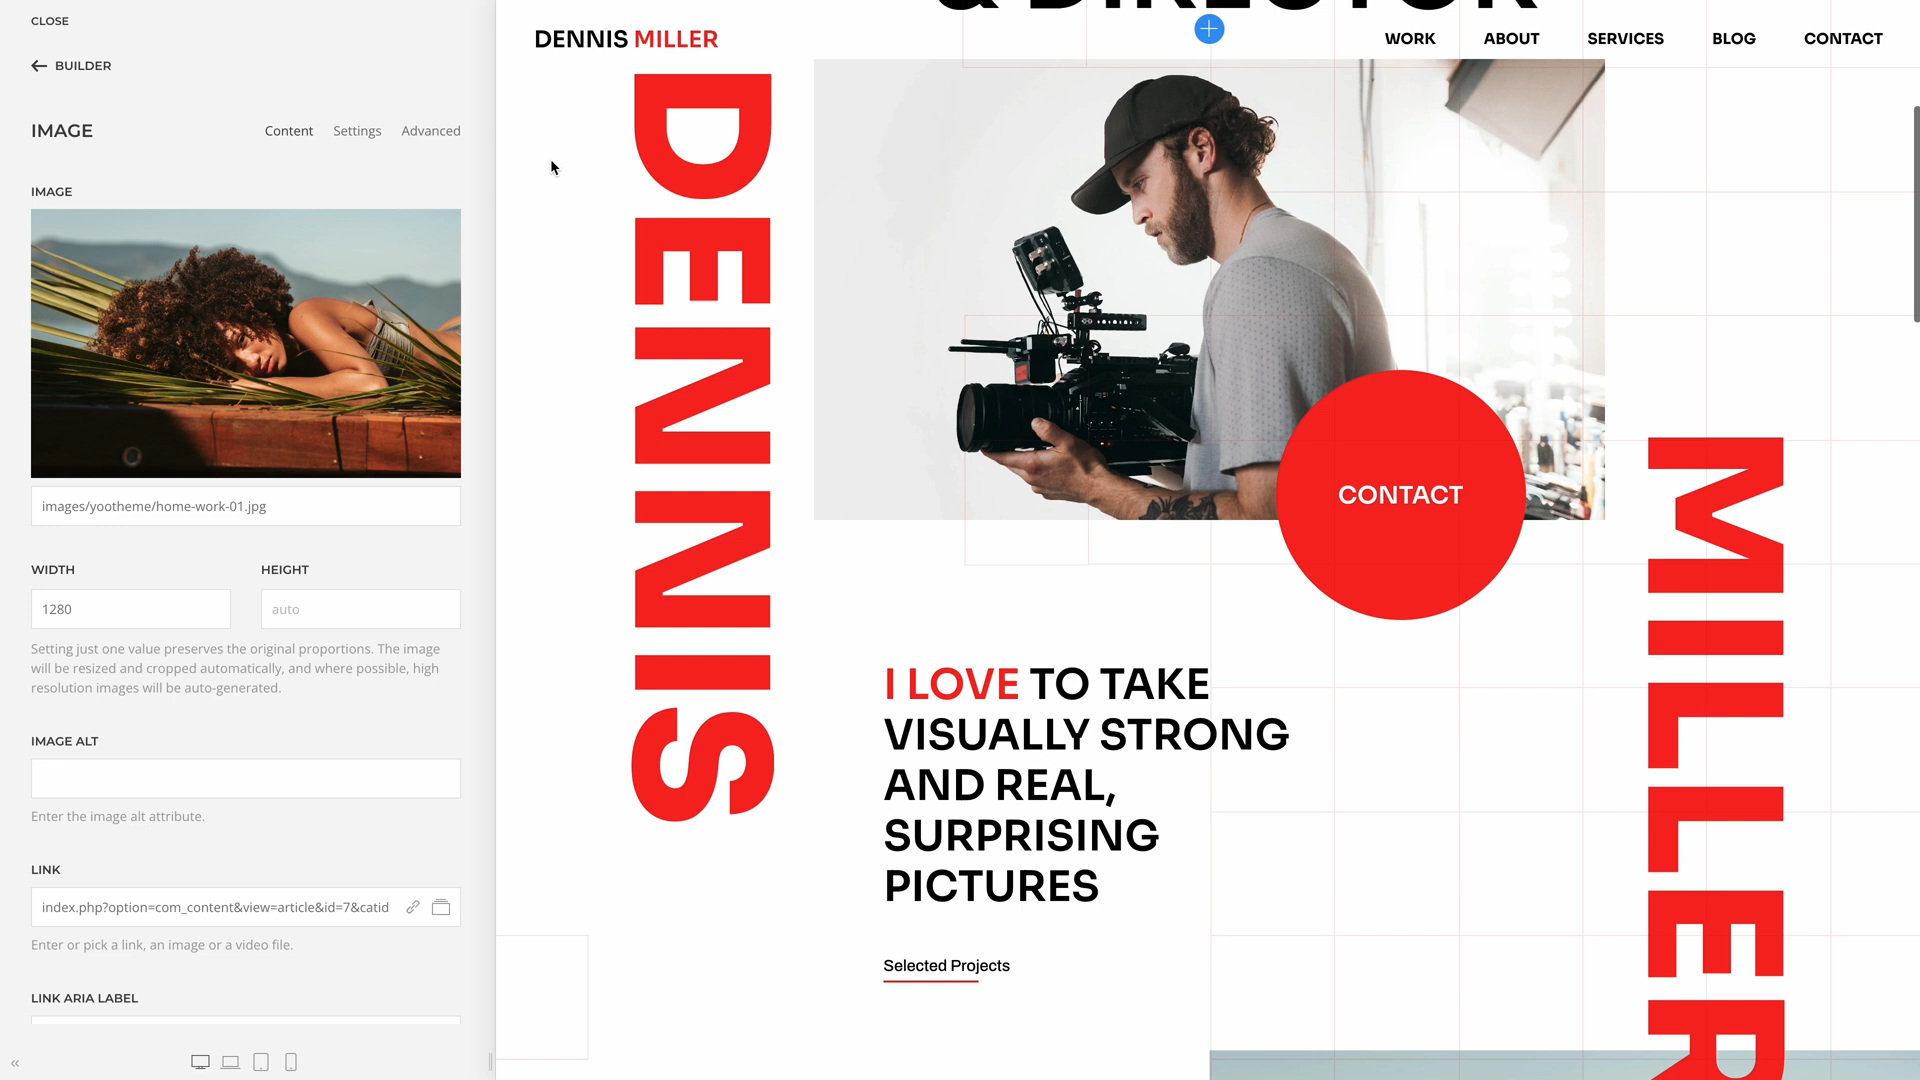 CLOSE
BUILDER
IMAGE
Content
Settings
Advanced
IMAGE
images/yootheme/home-work-01.jpg
WIDTH
HEIGHT
1280
auto
Setting just one value preserves the original proportions. The image
will be resized and cropped automatically, and where possible, high
resolution images will be auto-generated.
IMAGE ALT
Enter the image alt attribute.
LINK
index.php?option=com_content&view=article&id=7&catid
Enter or pick a link, an image or a video file.
LINK ARIA LABEL
& DIRECTOR
DENNIS MILLER
WORK
ABOUT
SERVICES
BLOG
CONTACT
DENNIS
CONTACT
MILLER
I LOVE TO TAKE
VISUALLY STRONG
AND REAL,
SURPRISING
PICTURES
Selected Projects